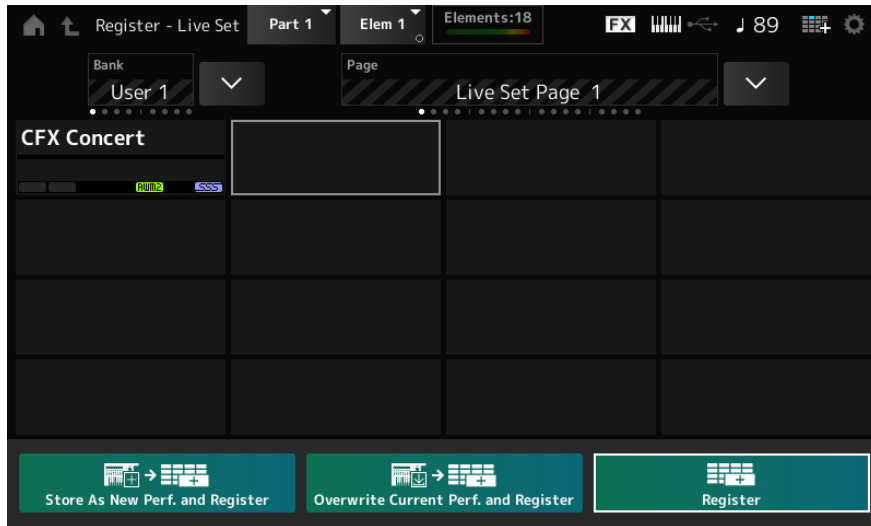 Register - Live Set
Part 1
Elem 1
Elements:18
FX
♩ 89
Bank
User 1
Page
Live Set Page 1
CFX Concert
AWM2
SSS
Store As New Perf. and Register
Overwrite Current Perf. and Register
Register